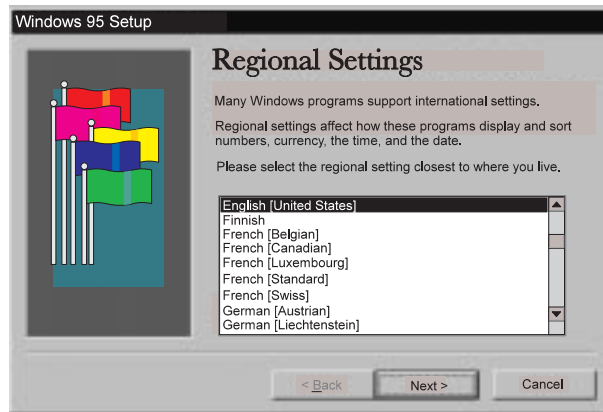 Windows 95 Setup
Regional Settings
Many Windows programs support international settings.
Regional settings affect how these programs display and sort
numbers, currency, the time, and the date.
Please select the regional setting closest to where you live.
English [United States]
Finnish
French [Belgian]
French [Canadian]
French [Luxembourg]
French [Standard]
French [Swiss]
German [Austrian]
German [Liechtenstein]
< Back
Next >
Cancel